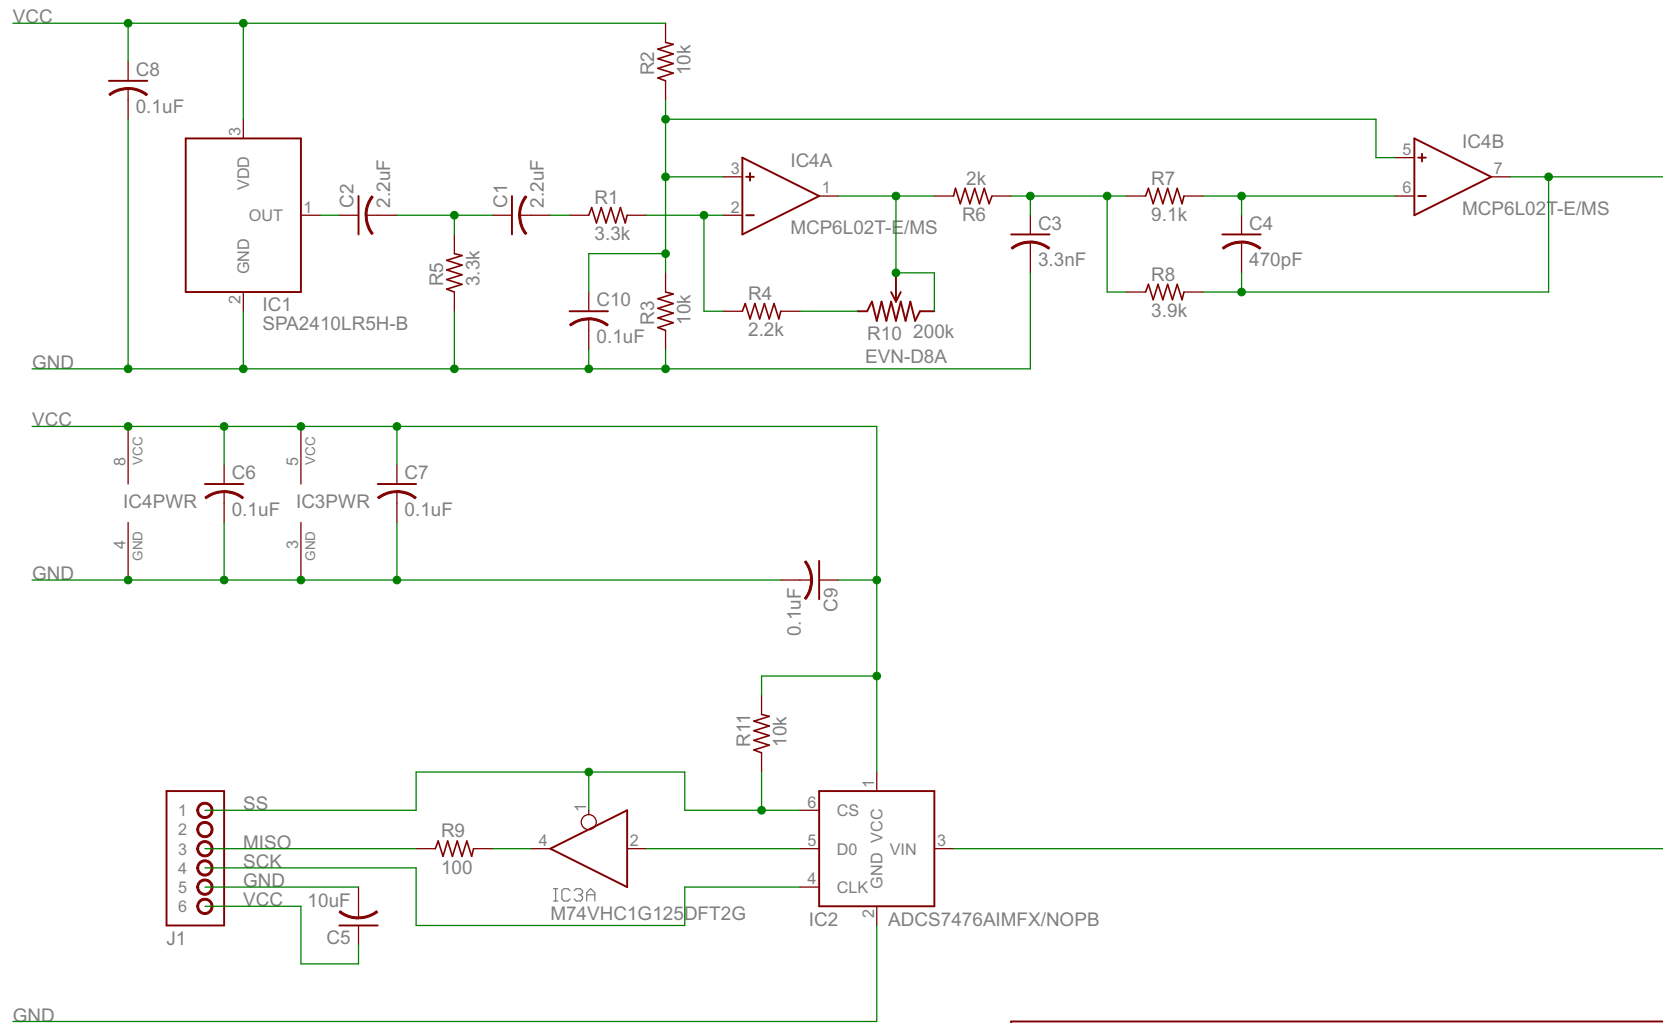 VCC
C8
0.1uF
3
VDD
OUT
GND
1
2
IC1
SPA2410LR5H-B
C2
2.2uF
R5
3.3k
C1
2.2uF
R1
3.3k
R2
10k
C10
0.1uF
R3
10k
3
2
1
IC4A
MCP6L02T-E/MS
R4
2.2k
R10
200k
EVN-D8A
2k
R6
C3
3.3nF
R7
9.1k
R8
3.9k
C4
470pF
5
6
7
IC4B
MCP6L02T-E/MS
GND
VCC
8
VCC
IC4PWR
4
GND
C6
0.1uF
5
VCC
IC3PWR
3
GND
C7
0.1uF
GND
0.1uF
C9
R11
10k
1
2
3
4
5
6
J1
SS
MISO
SCK
GND
VCC
10uF
C5
R9
100
1
4
2
IC3A
M74VHC1G125DFT2G
6
5
4
1
2
3
CS
D0
CLK
GND VCC
VIN
IC2
ADCS7476AIMFX/NOPB
GND